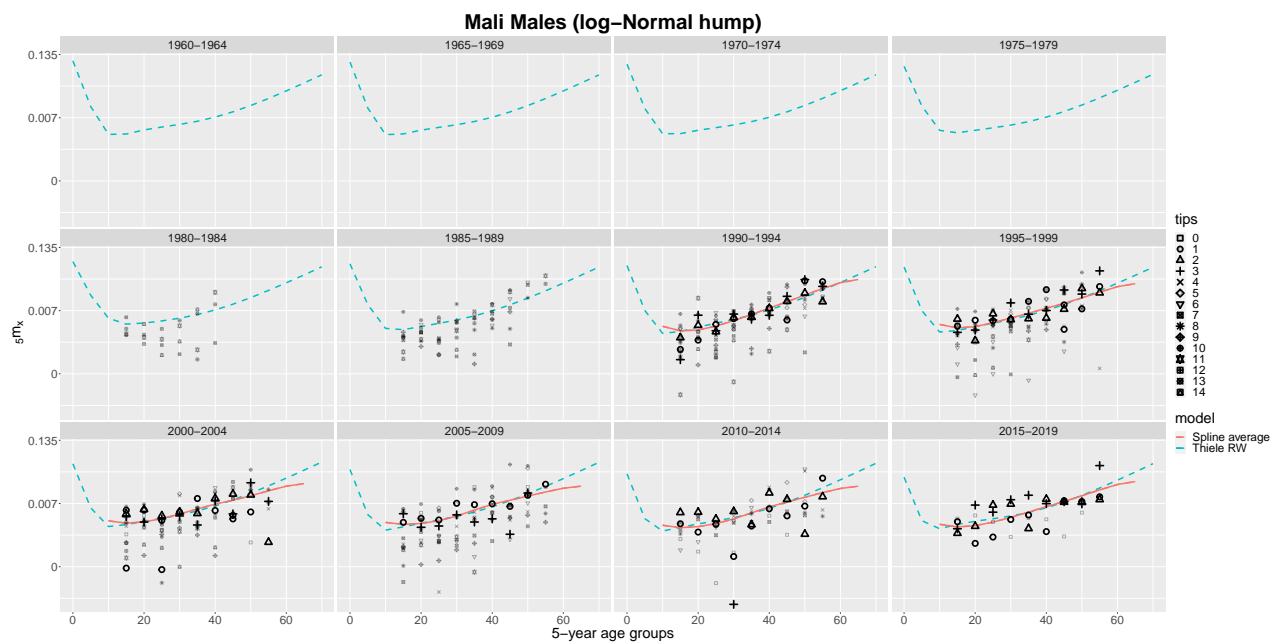 Mali Males (log−Normal hump)
1960−1964 1965−1969 1970−1974 1975−1979
0.135
0.007
0
1980−1984 1985−1989 1990−1994 1995−1999
0.135
0.007
0
2000−2004 2005−2009 2010−2014 2015−2019
0.135
0.007
0
0 20 40 60 0 20 40 60 0 20 40 60 0 20 40 60
5−year age groups
5mx
tips
0
1
2
3
4
5
6
7
8
9
10
11
12
13
14
model
Spline average
Thiele RW